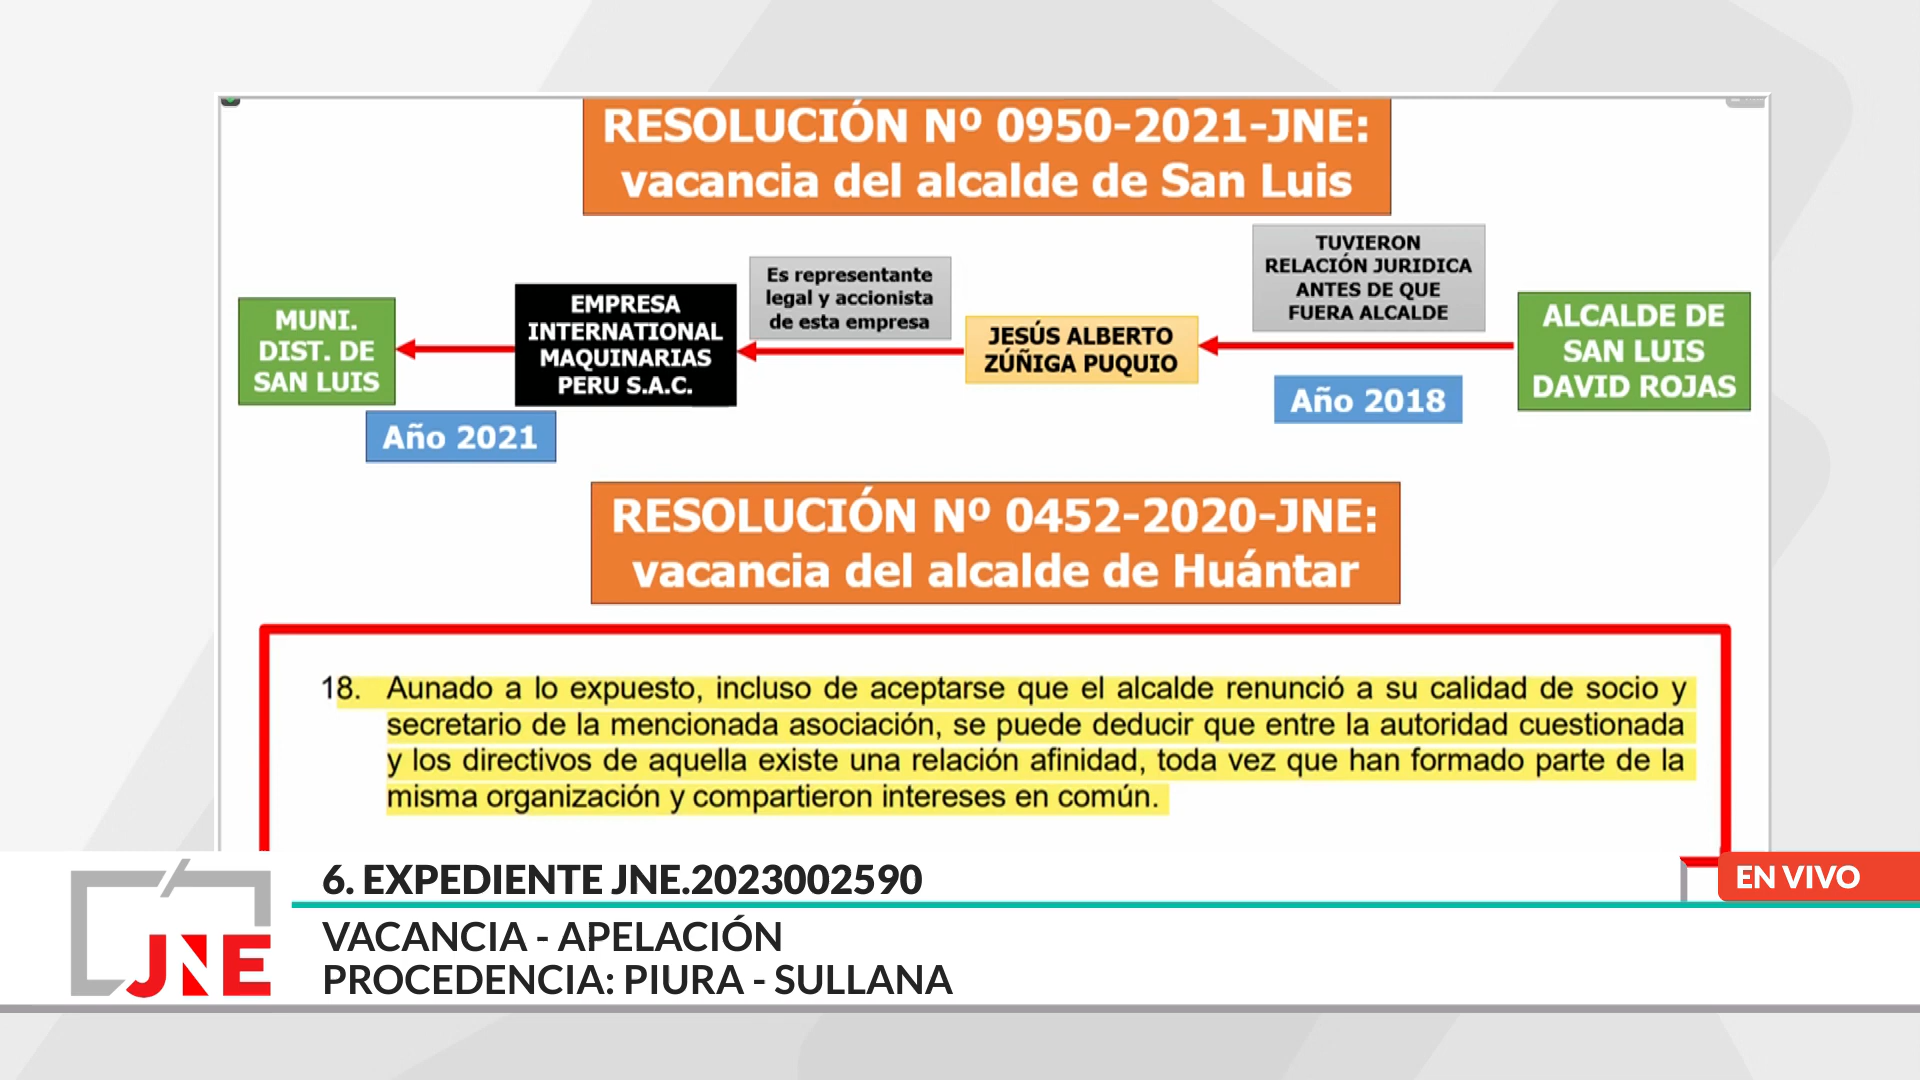 RESOLUCIÓN Nº 0950-2021-JNE:
vacancia del alcalde de San Luis
MUNI.
DIST. DE
SAN LUIS
Año 2021
EMPRESA
INTERNATIONAL
MAQUINARIAS
PERU S.A.C.
Es representante
legal y accionista
de esta empresa
JESÚS ALBERTO
ZÚÑIGA PUQUIO
TUVIERON
RELACIÓN JURIDICA
ANTES DE QUE
FUERA ALCALDE
Año 2018
ALCALDE DE
SAN LUIS
DAVID ROJAS
RESOLUCIÓN Nº 0452-2020-JNE:
vacancia del alcalde de Huántar
18. Aunado a lo expuesto, incluso de aceptarse que el alcalde renunció a su calidad de socio y
secretario de la mencionada asociación, se puede deducir que entre la autoridad cuestionada
y los directivos de aquella existe una relación afinidad, toda vez que han formado parte de la
misma organización y compartieron intereses en común.
JNE
6. EXPEDIENTE JNE.2023002590
EN VIVO
VACANCIA - APELACIÓN
PROCEDENCIA: PIURA - SULLANA